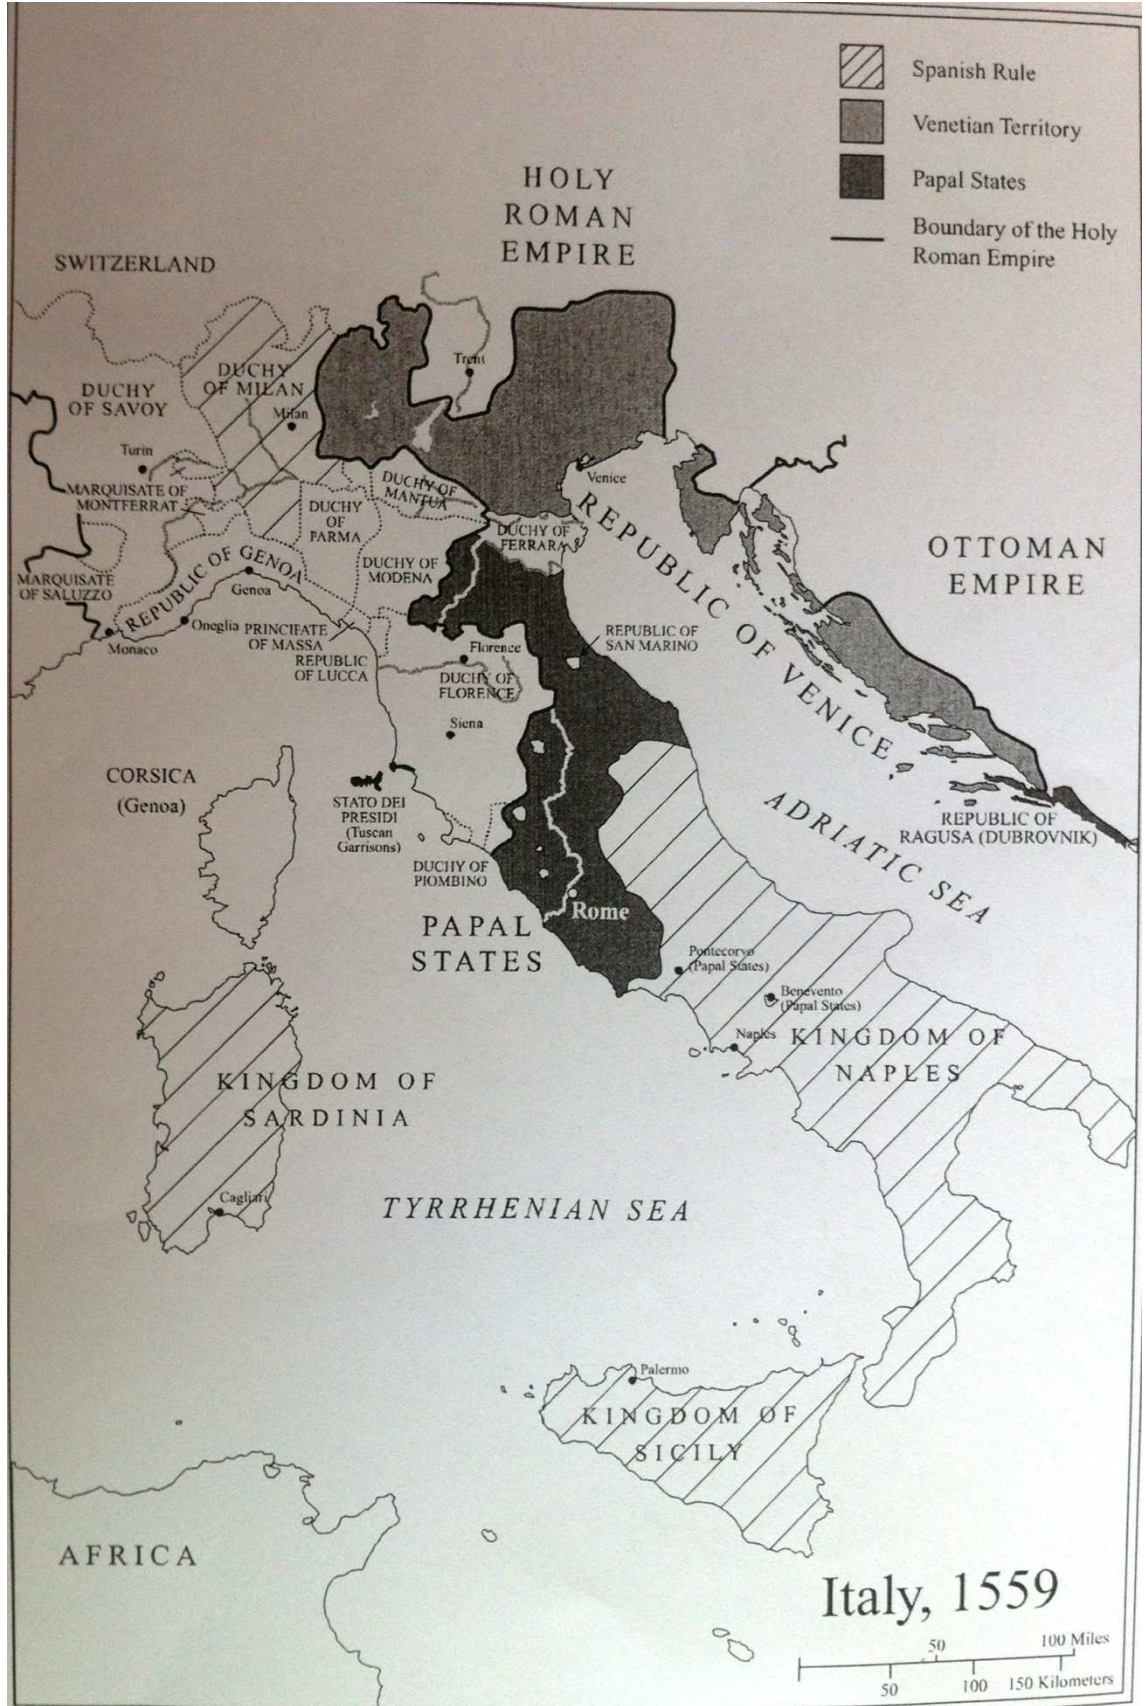 Spanish Rule
Venetian Territory
Papal States
Boundary of the Holy
Roman Empire
HOLY
ROMAN
EMPIRE
SWITZERLAND
Trent
DUCHY
OF MILAN
Milan
DUCHY
OF SAVOY
Turin
Venice
MARQUISATE OF
MONTFERRAT
DUCHY OF
MANTUA
DUCHY
OF
PARMA
DUCHY OF
FERRARA
DUCHY OF
MODENA
REPUBLIC OF VENICE
OTTOMAN
EMPIRE
MARQUISATE
OF SALUZZO
REPUBLIC OF GENOA
Genoa
Oneglia
Monaco
PRINCIPATE
OF MASSA
REPUBLIC
OF LUCCA
REPUBLIC OF
SAN MARINO
Florence
DUCHY OF
FLORENCE
Siena
CORSICA
(Genoa)
STATO DEI
PRESIDI
(Tuscan
Garrisons)
DUCHY OF
PIOMBINO
ADRIATIC SEA
REPUBLIC OF
RAGUSA (DUBROVNIK)
PAPAL
STATES
Rome
Pontecorvo
(Papal States)
Benevento
(Papal States)
Naples
KINGDOM OF
NAPLES
KINGDOM OF
SARDINIA
Cagliari
TYRRHENIAN SEA
Palermo
KINGDOM OF
SICILY
AFRICA
Italy, 1559
50
100 Miles
50
100
150 Kilometers